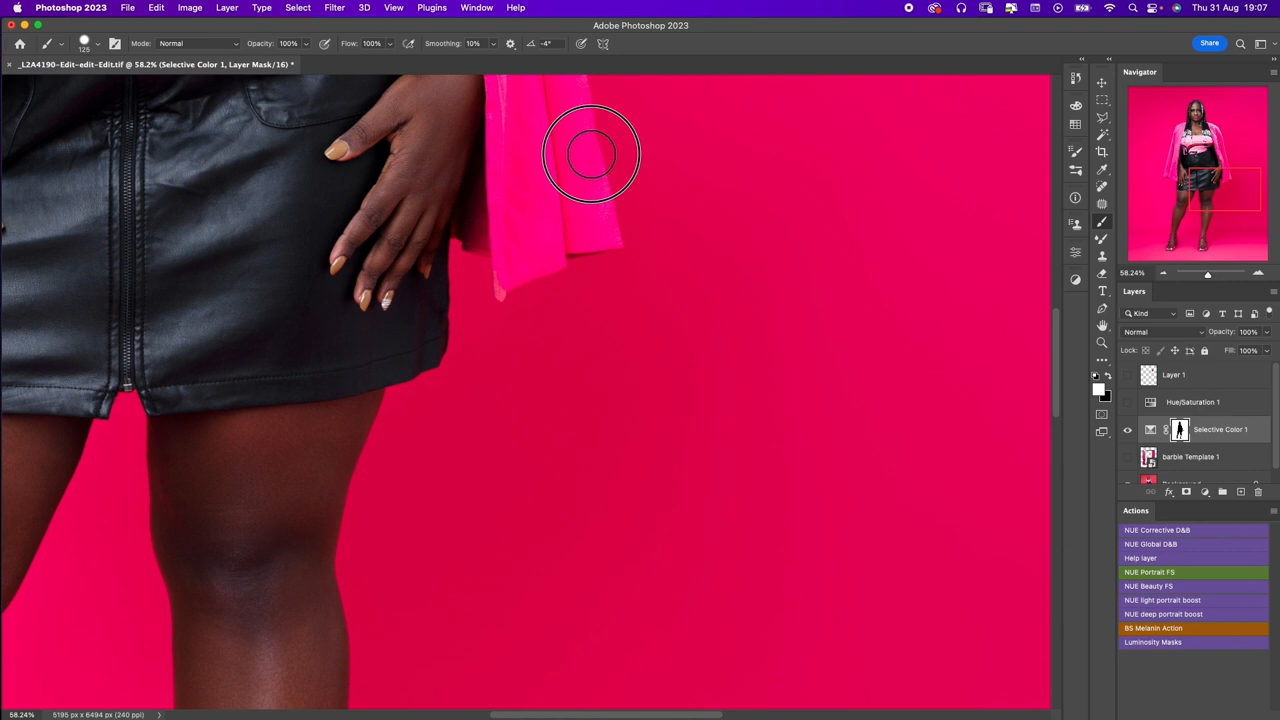 Photoshop 2023 File Edit Image Layer Type Select Filter 3D View Plugins Window Help Thu 31 Aug 19:07
Adobe Photoshop 2023
125 Mode: Normal Opacity: 100% Flow: 100% Smoothing: 10% -4° Share
_L2A4190-Edit-edit-Edit.tif @ 58.2% (Selective Color 1, Layer Mask/16) *
Navigator
58.24%
Layers
Kind
Normal Opacity: 100%
Lock: Fill: 100%
Layer 1
Hue/Saturation 1
Selective Color 1
barbie Template 1
Background
Actions
NUE Corrective D&B
NUE Global D&B
Help layer
NUE Portrait FS
NUE Beauty FS
NUE light portrait boost
NUE deep portrait boost
BS Melanin Action
Luminosity Masks
58.24% 5195 px x 6494 px (240 ppi)